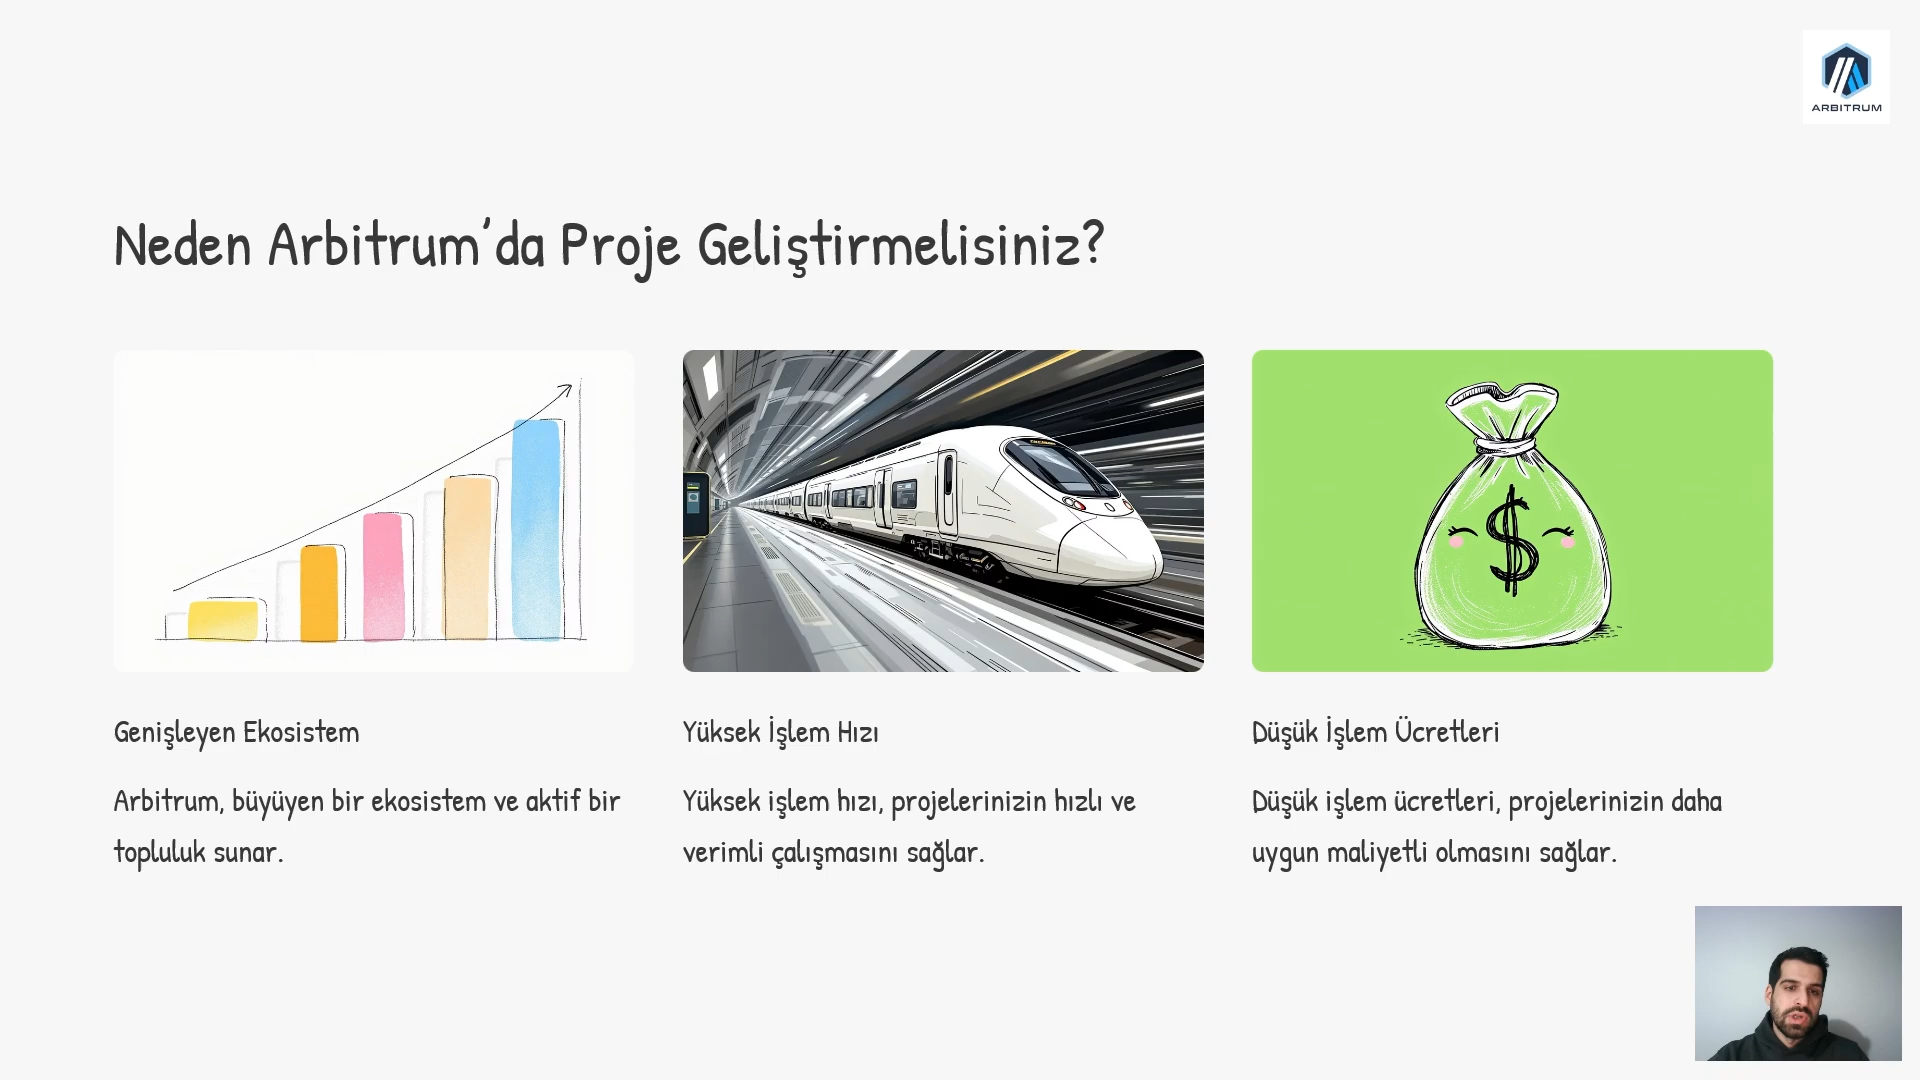 ARBITRUM
Neden Arbitrum'da Proje Geliştirmelisiniz?
$
Genişleyen Ekosistem
Arbitrum, büyüyen bir ekosistem ve aktif bir
topluluk sunar.
Yüksek İşlem Hızı
Yüksek işlem hızı, projelerinizin hızlı ve
verimli çalışmasını sağlar.
Düşük İşlem Ücretleri
Düşük işlem ücretleri, projelerinizin daha
uygun maliyetli olmasını sağlar.